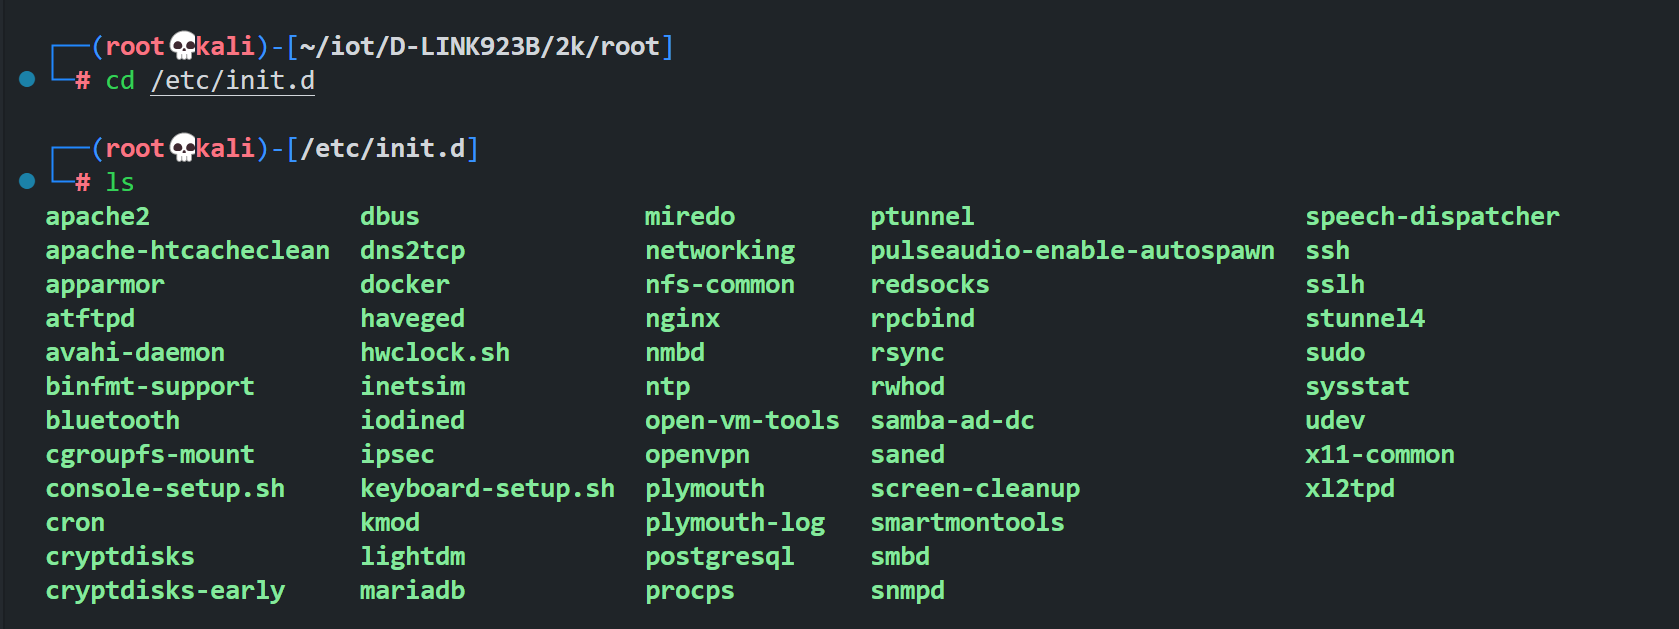 ┌──(root💀kali)-[~/iot/D-LINK923B/2k/root]
└─# cd /etc/init.d
┌──(root💀kali)-[/etc/init.d]
└─# ls
apache2 dbus miredo ptunnel speech-dispatcher
apache-htcacheclean dns2tcp networking pulseaudio-enable-autospawn ssh
apparmor docker nfs-common redsocks sslh
atftpd haveged nginx rpcbind stunnel4
avahi-daemon hwclock.sh nmbd rsync sudo
binfmt-support inetsim ntp rwhod sysstat
bluetooth iodined open-vm-tools samba-ad-dc udev
cgroupfs-mount ipsec openvpn saned x11-common
console-setup.sh keyboard-setup.sh plymouth screen-cleanup xl2tpd
cron kmod plymouth-log smartmontools
cryptdisks lightdm postgresql smbd
cryptdisks-early mariadb procps snmpd